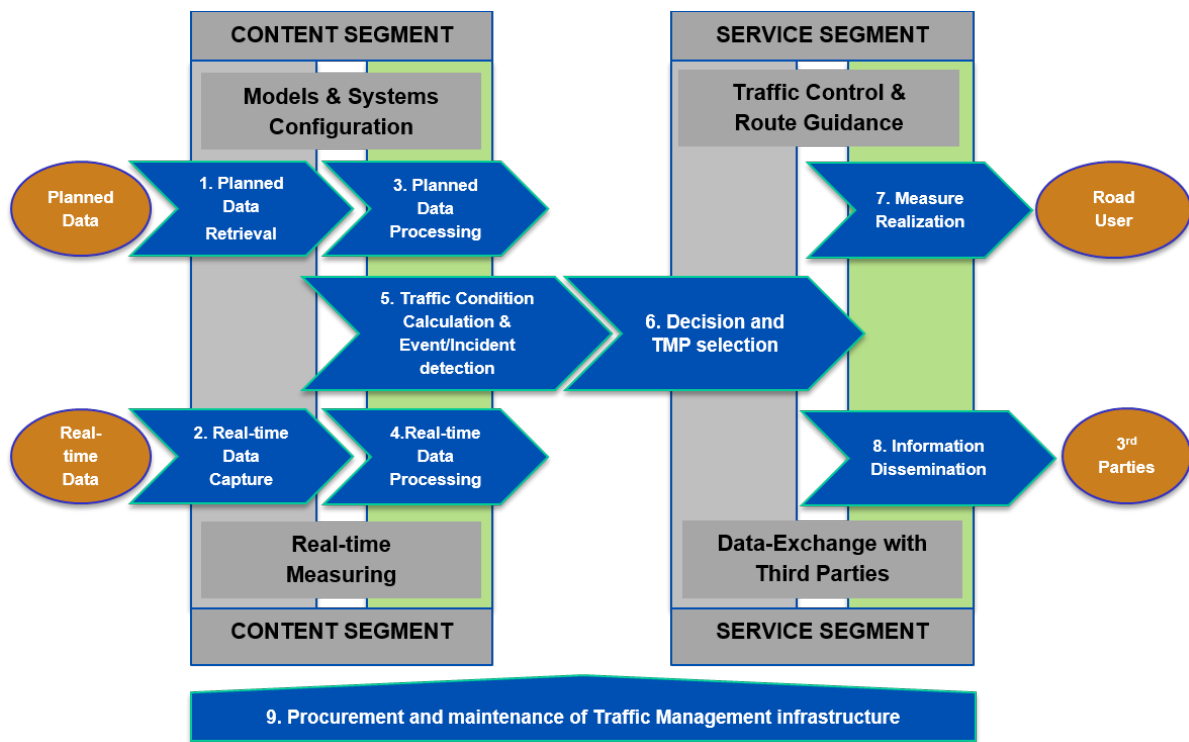 CONTENT SEGMENT
SERVICE SEGMENT
Models & Systems
Configuration
Traffic Control &
Route Guidance
Planned
Data
1. Planned
Data
Retrieval
3. Planned
Data
Processing
7. Measure
Realization
Road
User
5. Traffic Condition
Calculation &
Event/Incident
detection
6. Decision and
TMP selection
Real-
time
Data
2. Real-time
Data
Capture
4.Real-time
Data
Processing
8. Information
Dissemination
3rd
Parties
Real-time
Measuring
Data-Exchange with
Third Parties
CONTENT SEGMENT
SERVICE SEGMENT
9. Procurement and maintenance of Traffic Management infrastructure